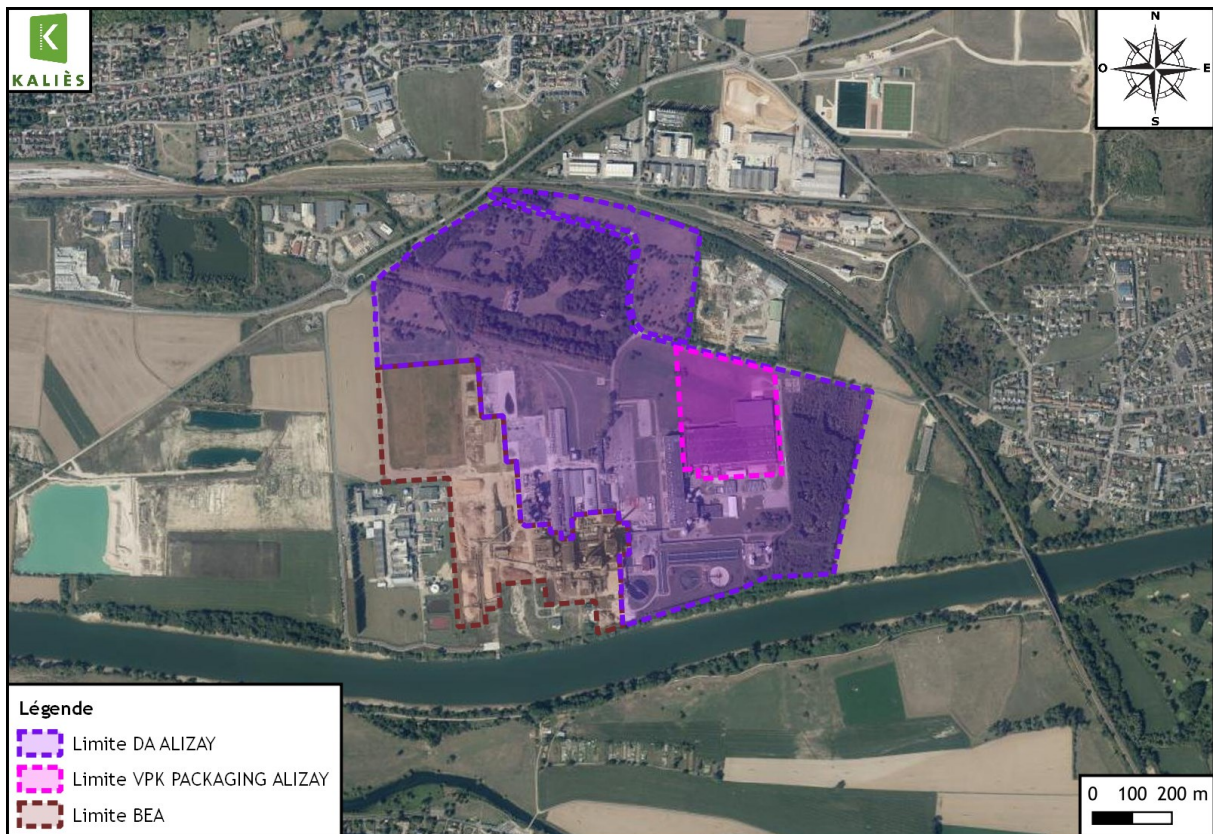 KALIÈS
N
O
E
S
Légende
Limite DA ALIZAY
Limite VPK PACKAGING ALIZAY
Limite BEA
0 100 200 m